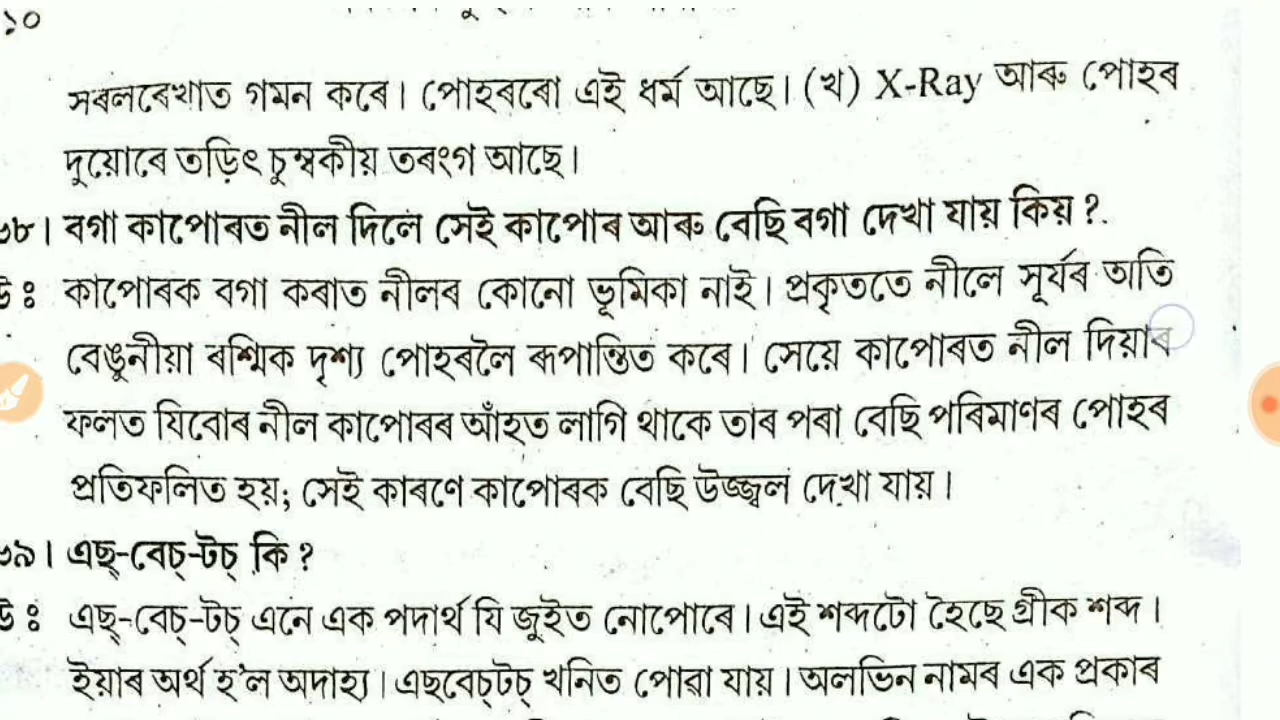 ১০
সৰলৰেখাত গমন কৰে। পোহৰৰো এই ধৰ্ম আছে। (খ) X-Ray আৰু পোহৰ
দুয়োৰে তড়িৎ চুম্বকীয় তৰংগ আছে।
৩৮। বগা কাপোৰত নীল দিলে সেই কাপোৰ আৰু বেছি বগা দেখা যায় কিয় ?
উঃ কাপোৰক বগা কৰাত নীলৰ কোনো ভূমিকা নাই। প্ৰকৃততে নীলে সূৰ্যৰ অতি
বেঙুনীয়া ৰশ্মিক দৃশ্য পোহৰলৈ ৰূপান্তিত কৰে। সেয়ে কাপোৰত নীল দিয়াৰ
ফলত যিবোৰ নীল কাপোৰৰ আঁহত লাগি থাকে তাৰ পৰা বেছি পৰিমাণৰ পোহৰ
প্ৰতিফলিত হয়; সেই কাৰণে কাপোৰক বেছি উজ্জ্বল দেখা যায়।
৩৯। এছ্-বেচ্-টচ্ কি ?
উঃ এছ্-বেচ্-টচ্ এনে এক পদাৰ্থ যি জুইত নোপোৰে। এই শব্দটো হৈছে গ্ৰীক শব্দ।
ইয়াৰ অৰ্থ হ'ল অদাহ্য। এছবেচ্টচ্ খনিত পোৱা যায়। অলভিন নামৰ এক প্ৰকাৰ